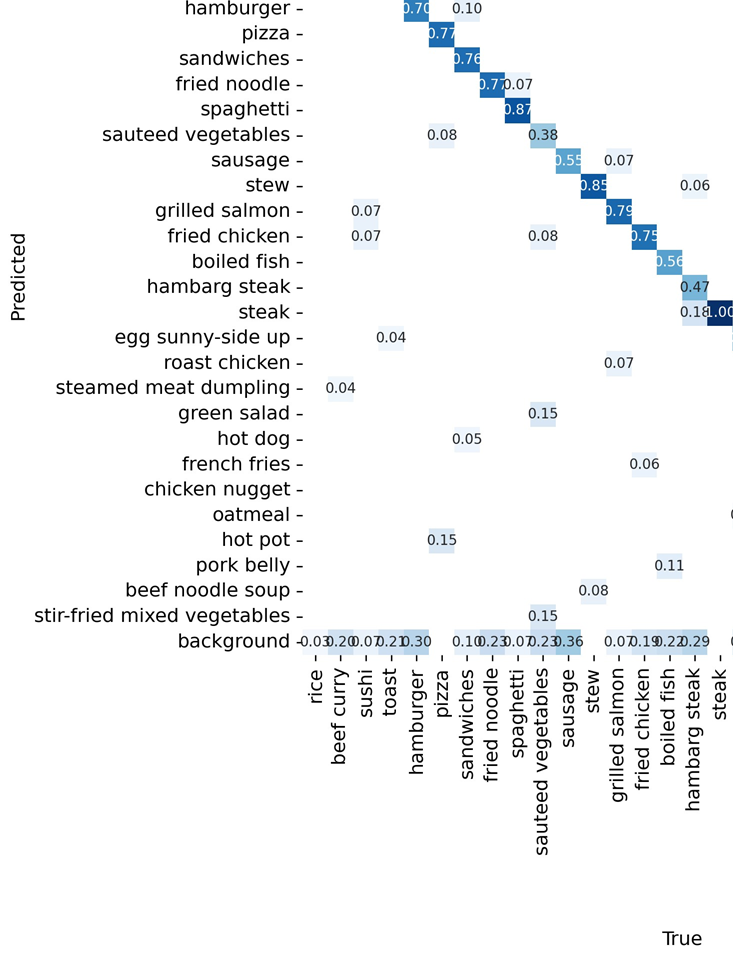 hamburger 0.70 0.10
pizza 0.77
sandwiches 0.76
fried noodle 0.77 0.07
spaghetti 0.87
sauteed vegetables 0.08 0.38
sausage 0.55 0.07
stew 0.85 0.06
grilled salmon 0.07 0.79
fried chicken 0.07 0.08 0.75
boiled fish 0.56
hambarg steak 0.47
steak 0.18 1.00
egg sunny-side up 0.04
roast chicken 0.07
steamed meat dumpling 0.04
green salad 0.15
hot dog 0.05
french fries 0.06
chicken nugget
oatmeal
hot pot 0.15
pork belly 0.11
beef noodle soup 0.08
stir-fried mixed vegetables 0.15
background 0.03 0.20 0.07 0.21 0.30 0.10 0.23 0.07 0.23 0.36 0.07 0.19 0.22 0.29
Predicted
rice
beef curry
sushi
toast
hamburger
pizza
sandwiches
fried noodle
spaghetti
sauteed vegetables
sausage
stew
grilled salmon
fried chicken
boiled fish
hambarg steak
steak
True